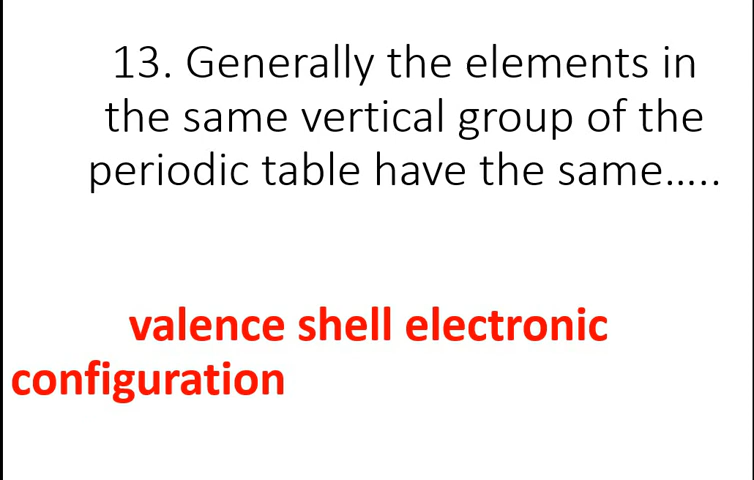 13. Generally the elements in
the same vertical group of the
periodic table have the same.....
valence shell electronic
configuration